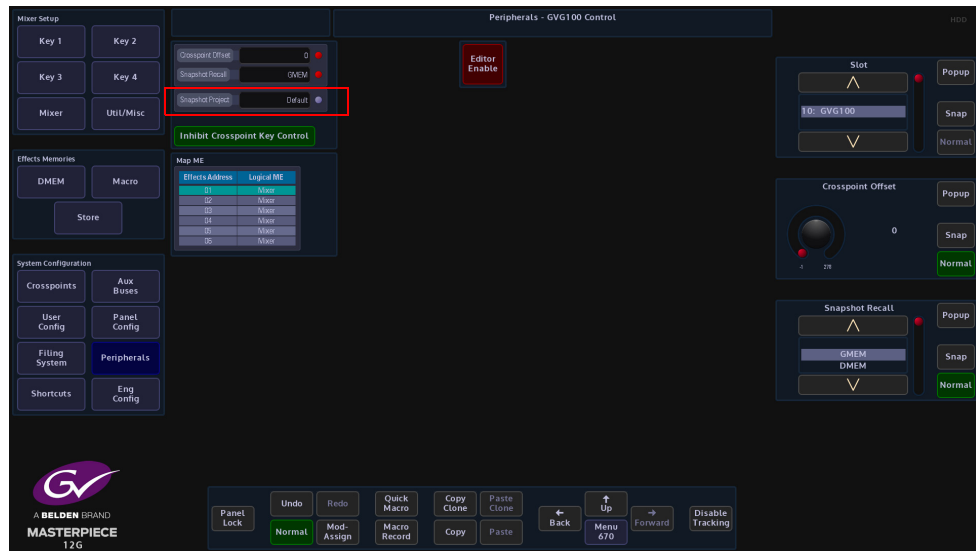 Mixer Setup
Peripherals - GVG100 Control
HDD
Key 1
Key 2
Key 3
Key 4
Mixer
Util/Misc
Crosspoint Offset
0
Snapshot Recall
GMEM
Snapshot Project
Default
Inhibit Crosspoint Key Control
Editor
Enable
Effects Memories
DMEM
Macro
Store
Map ME
Effects Address
Logical ME
01
Mixer
02
Mixer
03
Mixer
04
Mixer
05
Mixer
06
Mixer
System Configuration
Crosspoints
Aux
Buses
User
Config
Panel
Config
Filing
System
Peripherals
Shortcuts
Eng
Config
Slot
10: GVG100
Popup
Snap
Normal
Crosspoint Offset
0
-1
270
Popup
Snap
Normal
Snapshot Recall
GMEM
DMEM
Popup
Snap
Normal
GV
A BELDEN BRAND
MASTERPIECE
12G
Panel
Lock
Undo
Redo
Normal
Mod-
Assign
Quick
Macro
Macro
Record
Copy
Clone
Paste
Clone
Copy
Paste
Back
Up
Menu
670
Forward
Disable
Tracking